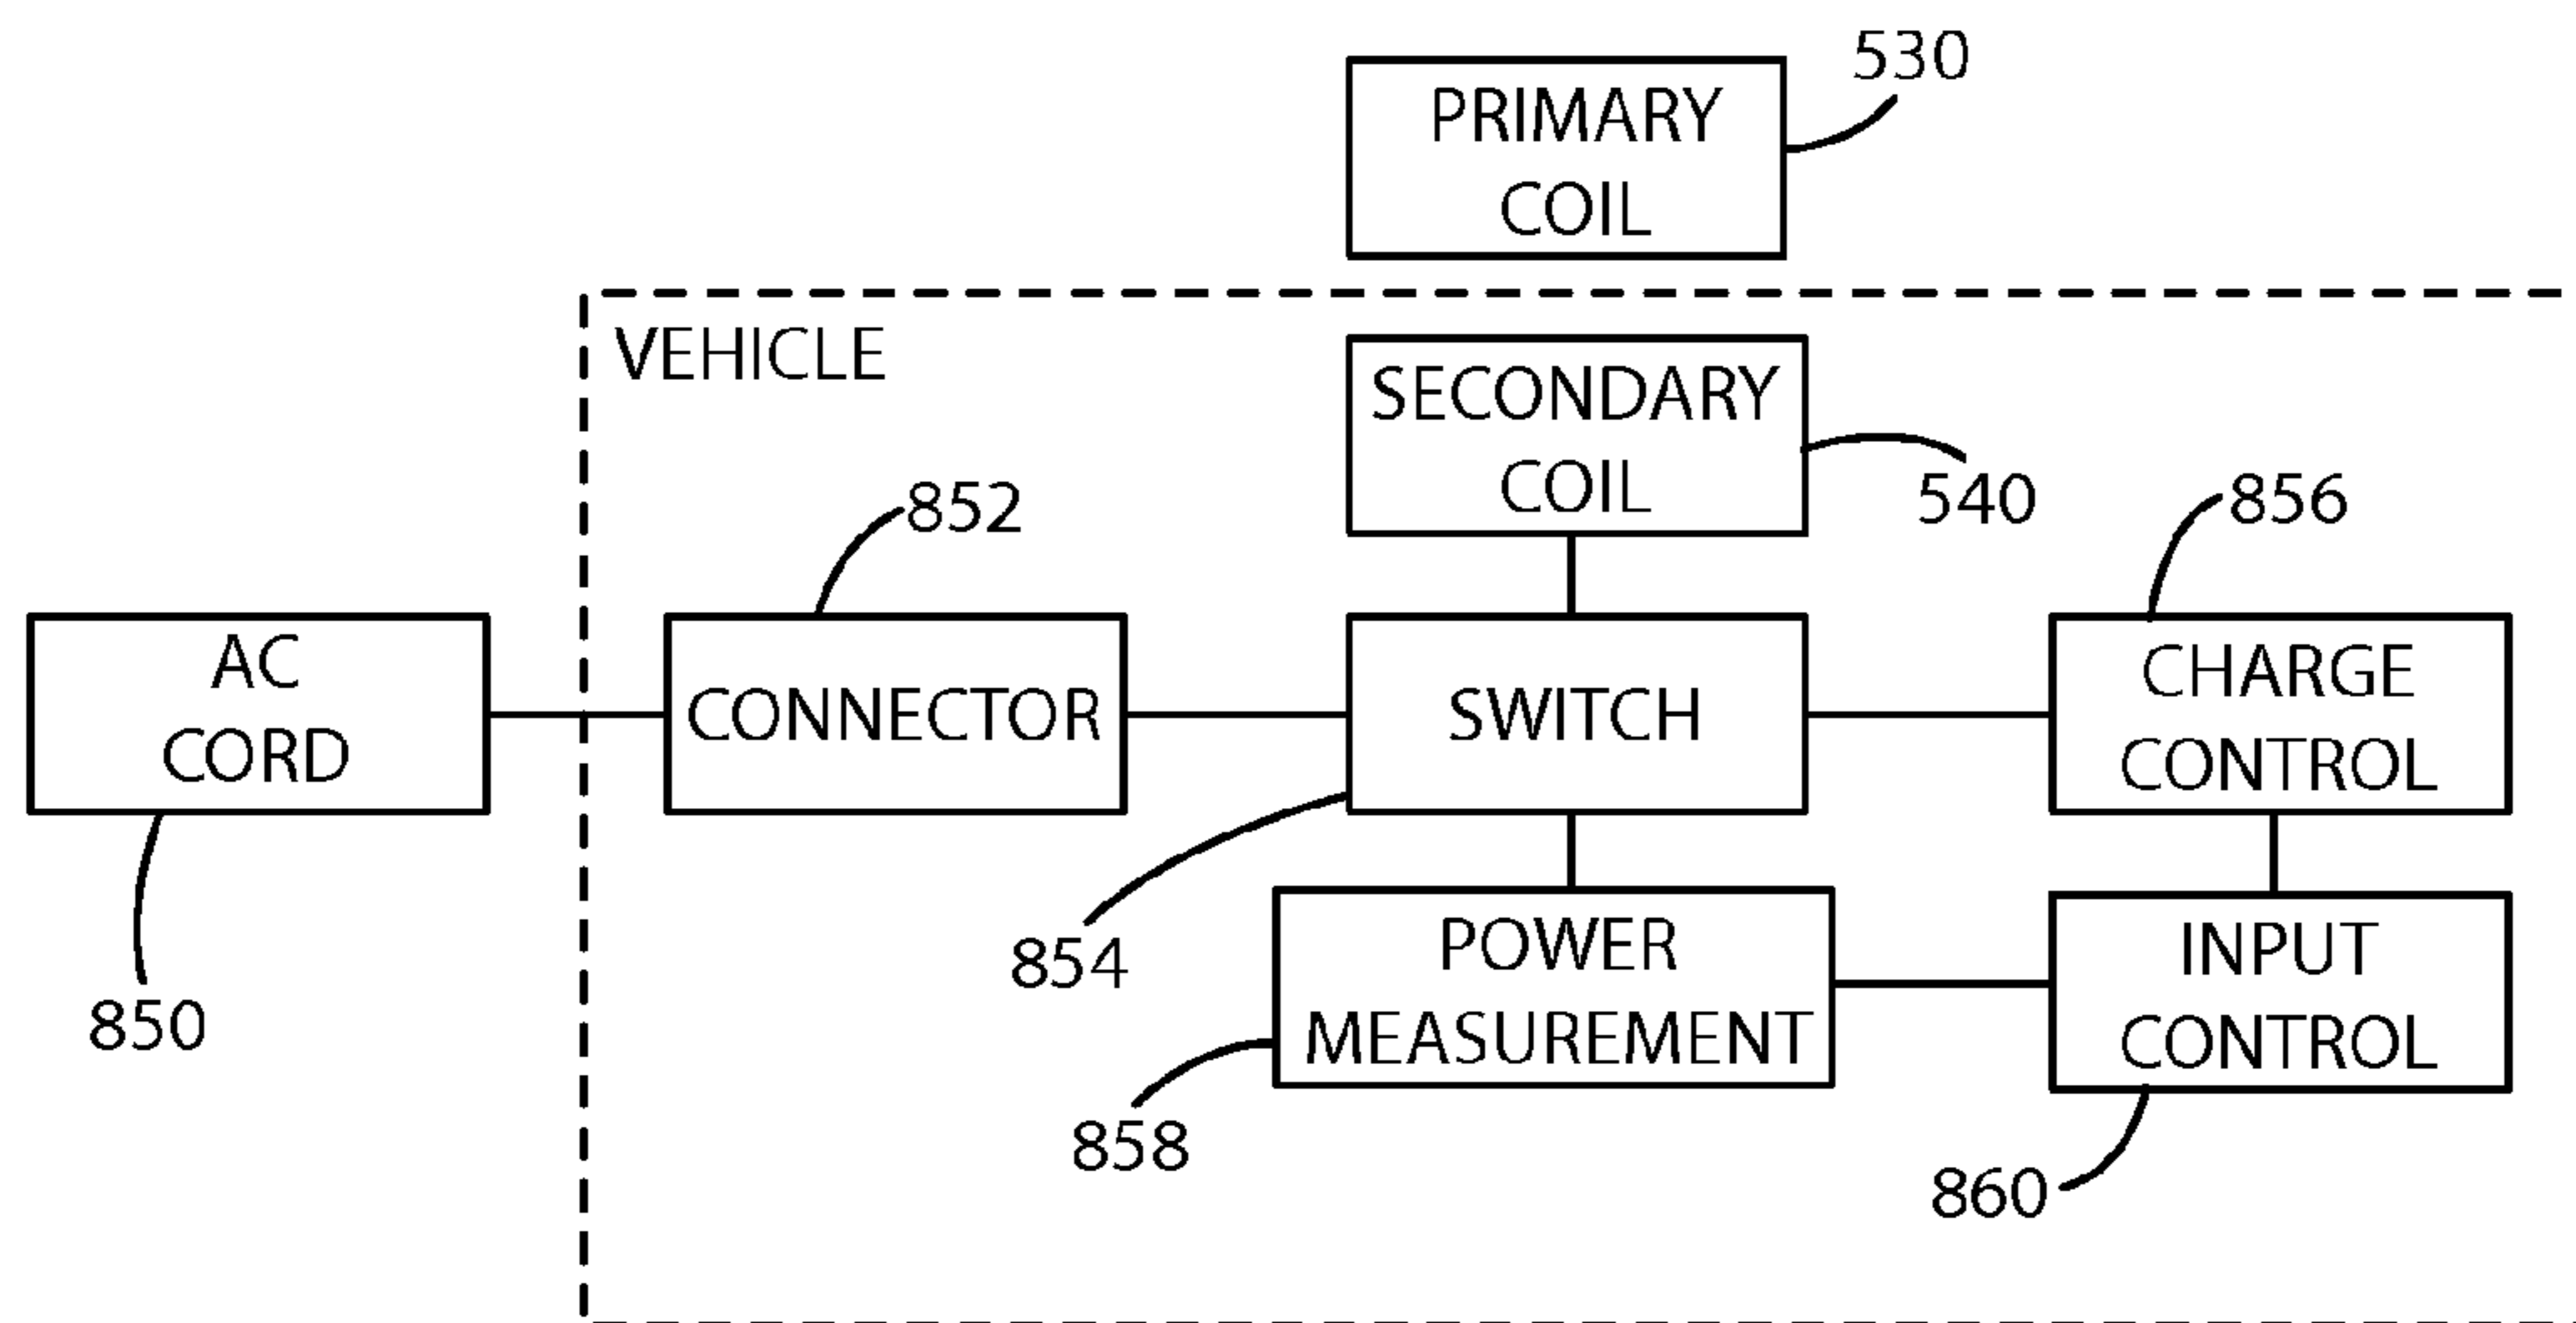 530
PRIMARY
COIL
VEHICLE
SECONDARY
COIL
540
852
856
AC
CORD
CONNECTOR
SWITCH
CHARGE
CONTROL
854
850
POWER
MEASUREMENT
INPUT
CONTROL
858
860